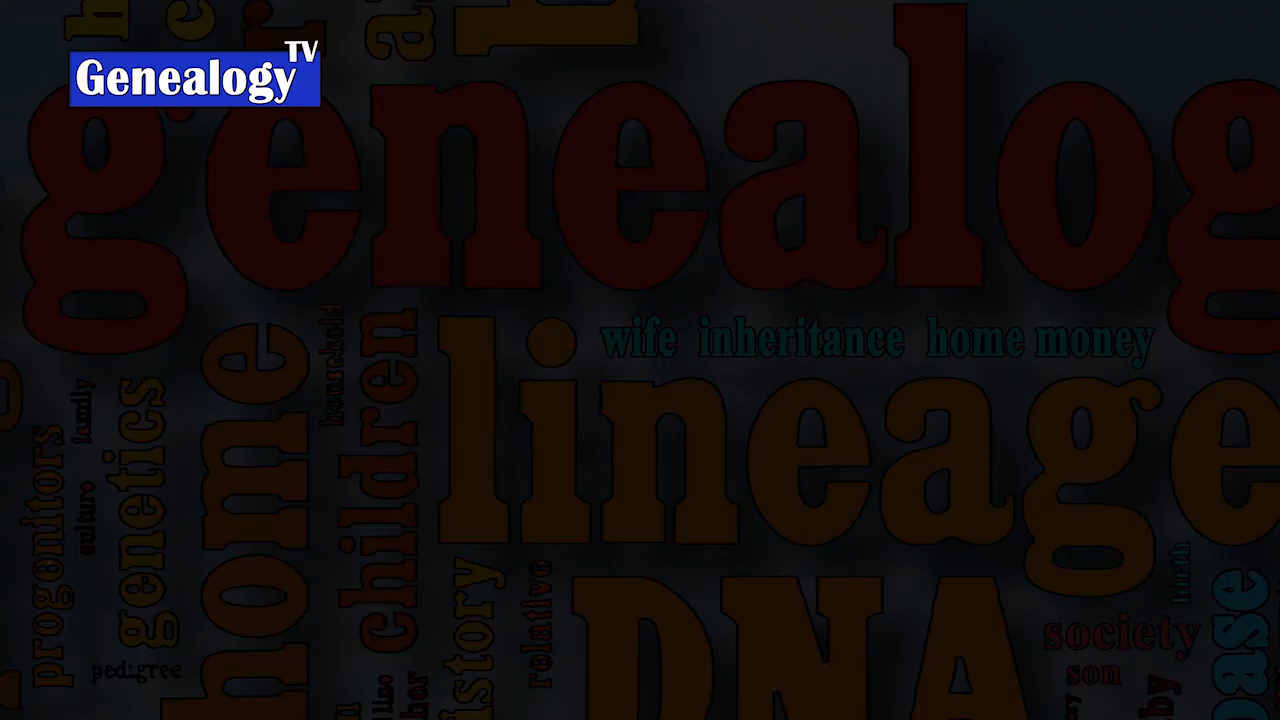 Genealogy TV
genealog
wife inheritance home money
lineage
DNA
home
children
household
family
culture
genetics
progenitors
pedigree
relative
birth
society
son